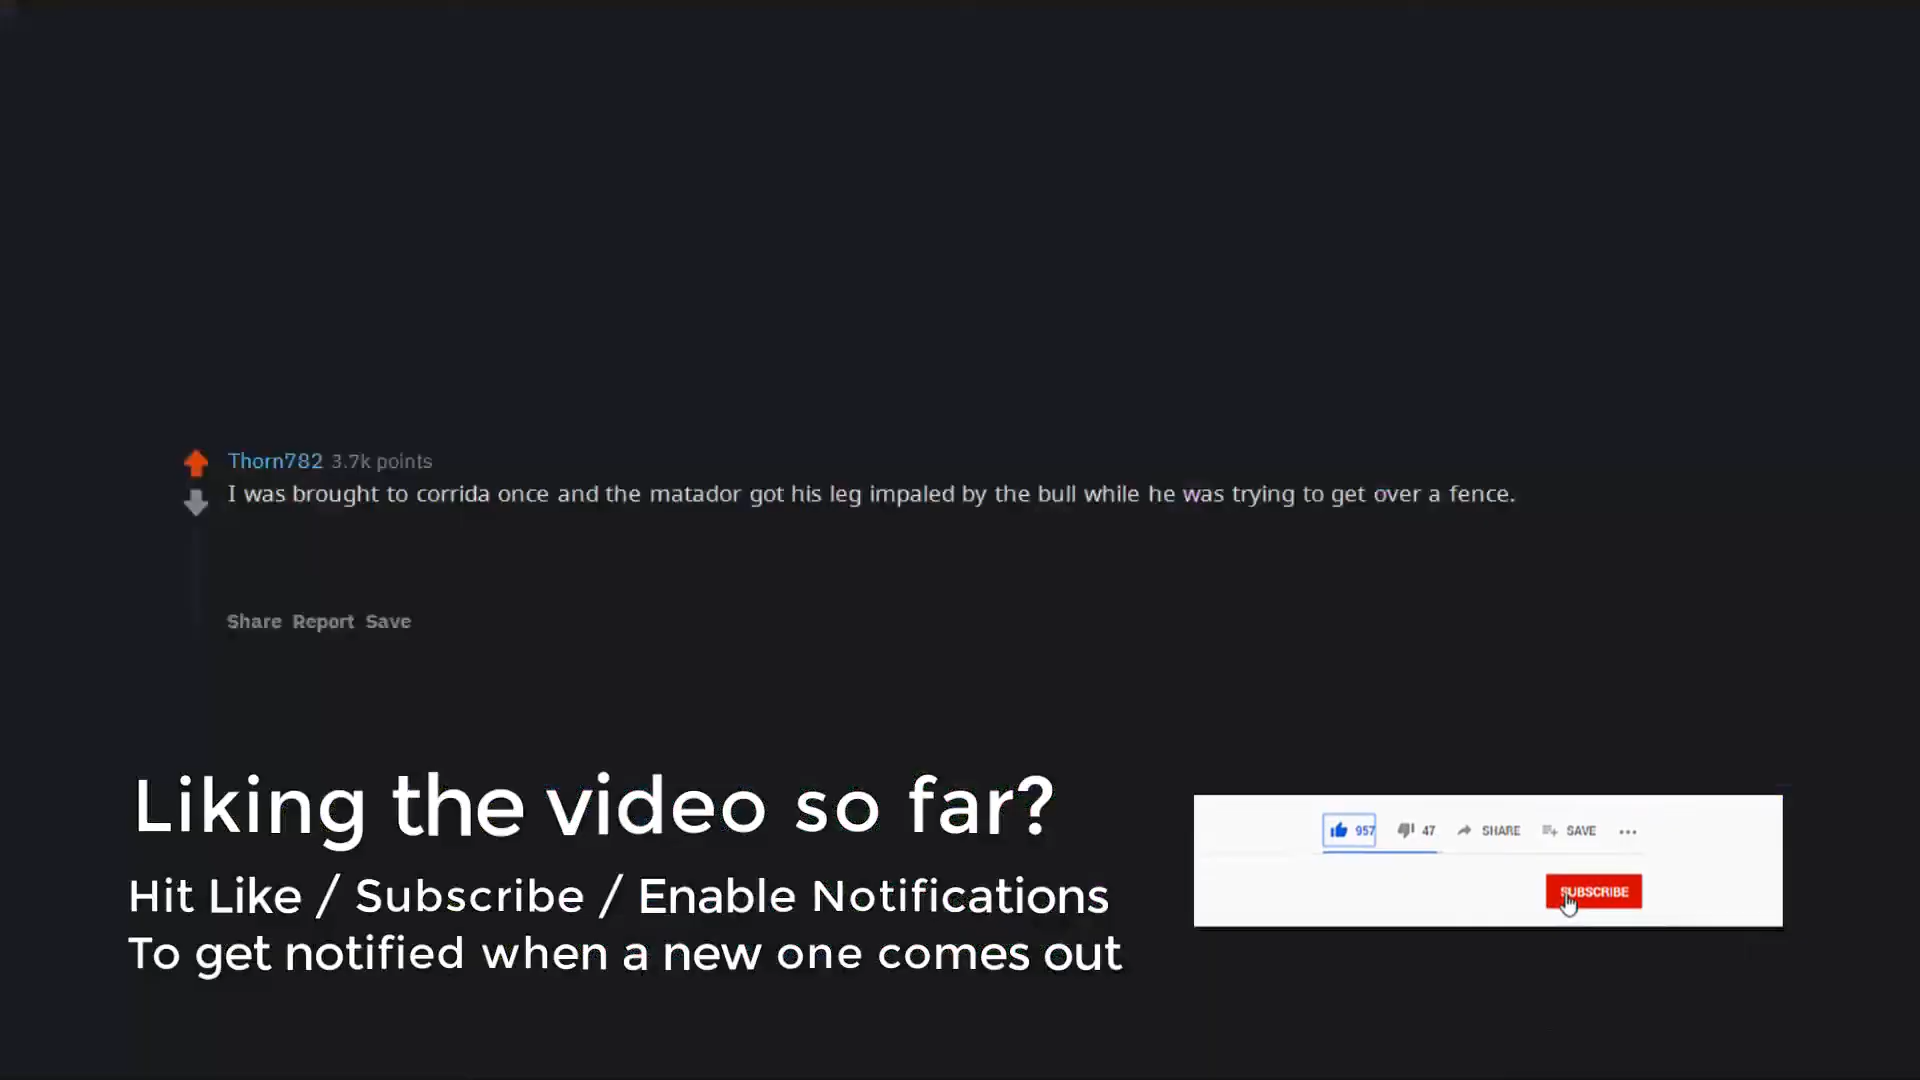 Thorn782 3.7k points
I was brought to corrida once and the matador got his leg impaled by the bull while he was trying to get over a fence.
Share Report Save
Liking the video so far?
Hit Like / Subscribe / Enable Notifications
To get notified when a new one comes out
957 47 SHARE SAVE
SUBSCRIBE